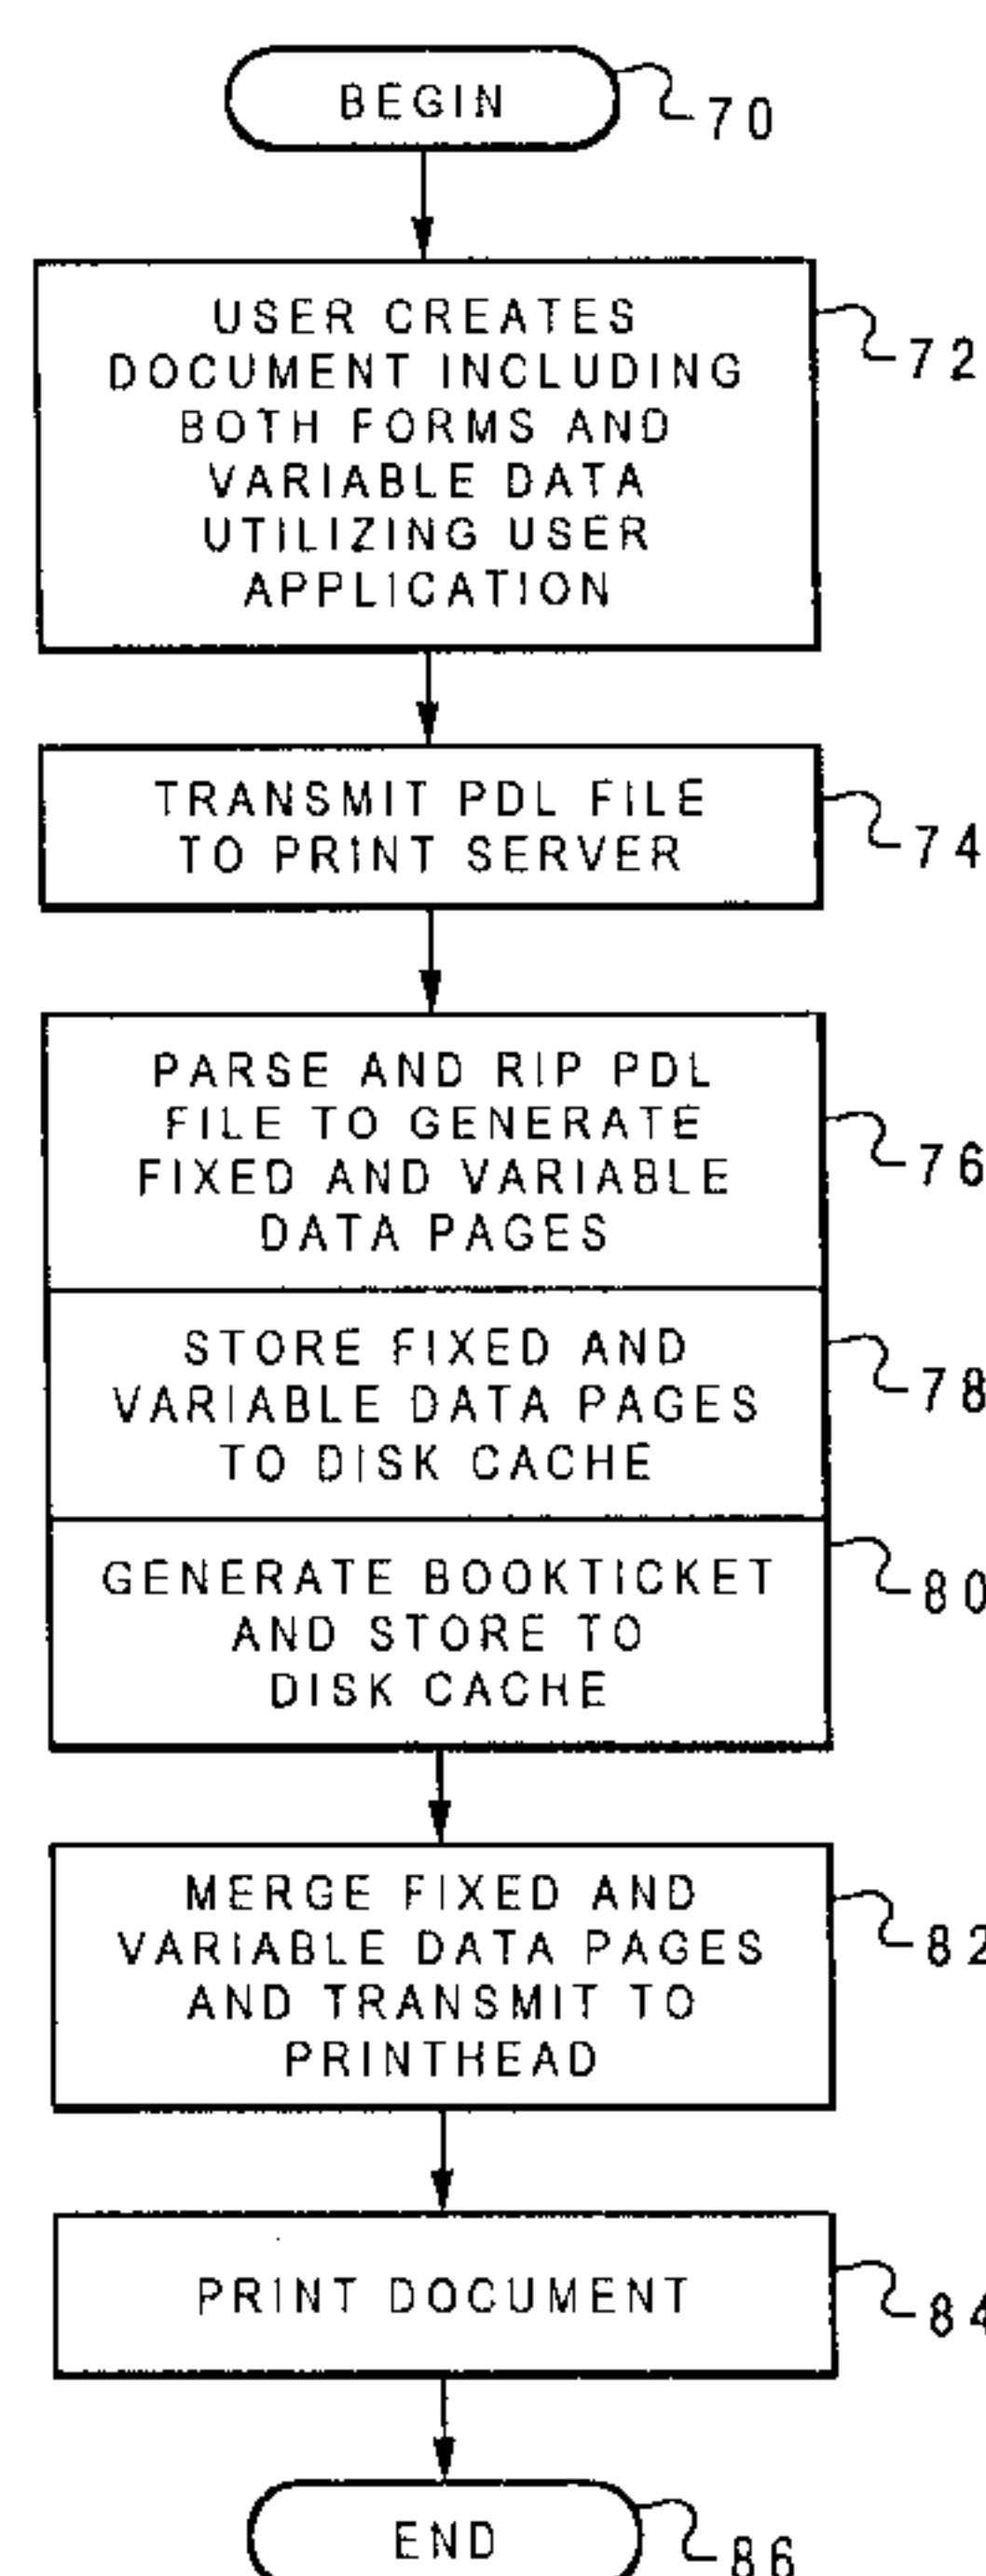 BEGIN
70
USER CREATES
DOCUMENT INCLUDING
BOTH FORMS AND
VARIABLE DATA
UTILIZING USER
APPLICATION
72
TRANSMIT PDL FILE
TO PRINT SERVER
74
PARSE AND RIP PDL
FILE TO GENERATE
FIXED AND VARIABLE
DATA PAGES
76
STORE FIXED AND
VARIABLE DATA PAGES
TO DISK CACHE
78
GENERATE BOOKTICKET
AND STORE TO
DISK CACHE
80
MERGE FIXED AND
VARIABLE DATA PAGES
AND TRANSMIT TO
PRINTHEAD
82
PRINT DOCUMENT
84
END
86